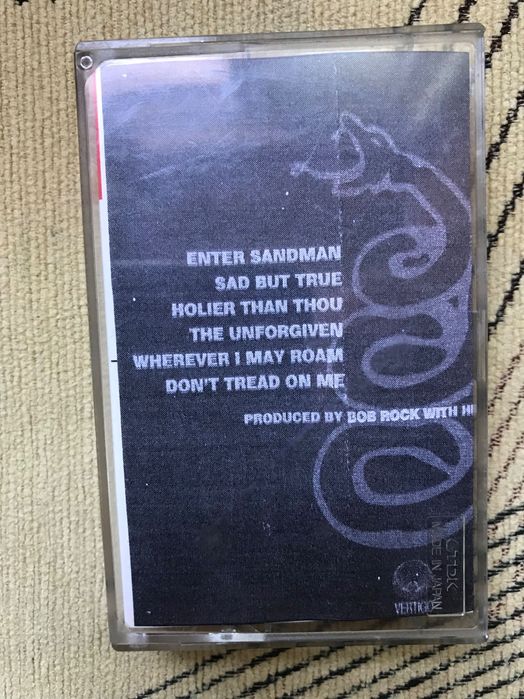 ENTER SANDMAN
SAD BUT TRUE
HOLIER THAN THOU
THE UNFORGIVEN
WHEREVER I MAY ROAM
DON'T TREAD ON ME
PRODUCED BY BOB ROCK WITH H
VERTIGO
TDK
MADE IN JAPAN